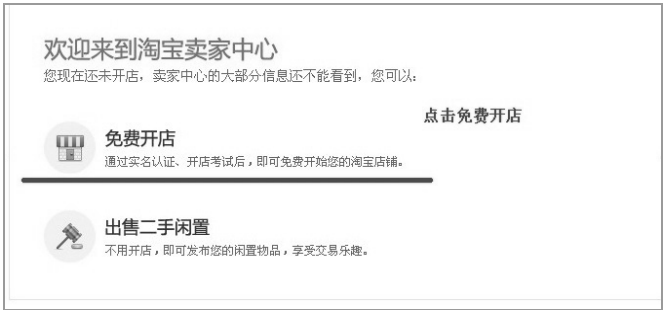 欢迎来到淘宝卖家中心
您现在还未开店，卖家中心的大部分信息还不能看到，您可以：
点击免费开店
免费开店
通过实名认证、开店考试后，即可免费开始您的淘宝店铺。
出售二手闲置
不用开店，即可发布您的闲置物品，享受交易乐趣。